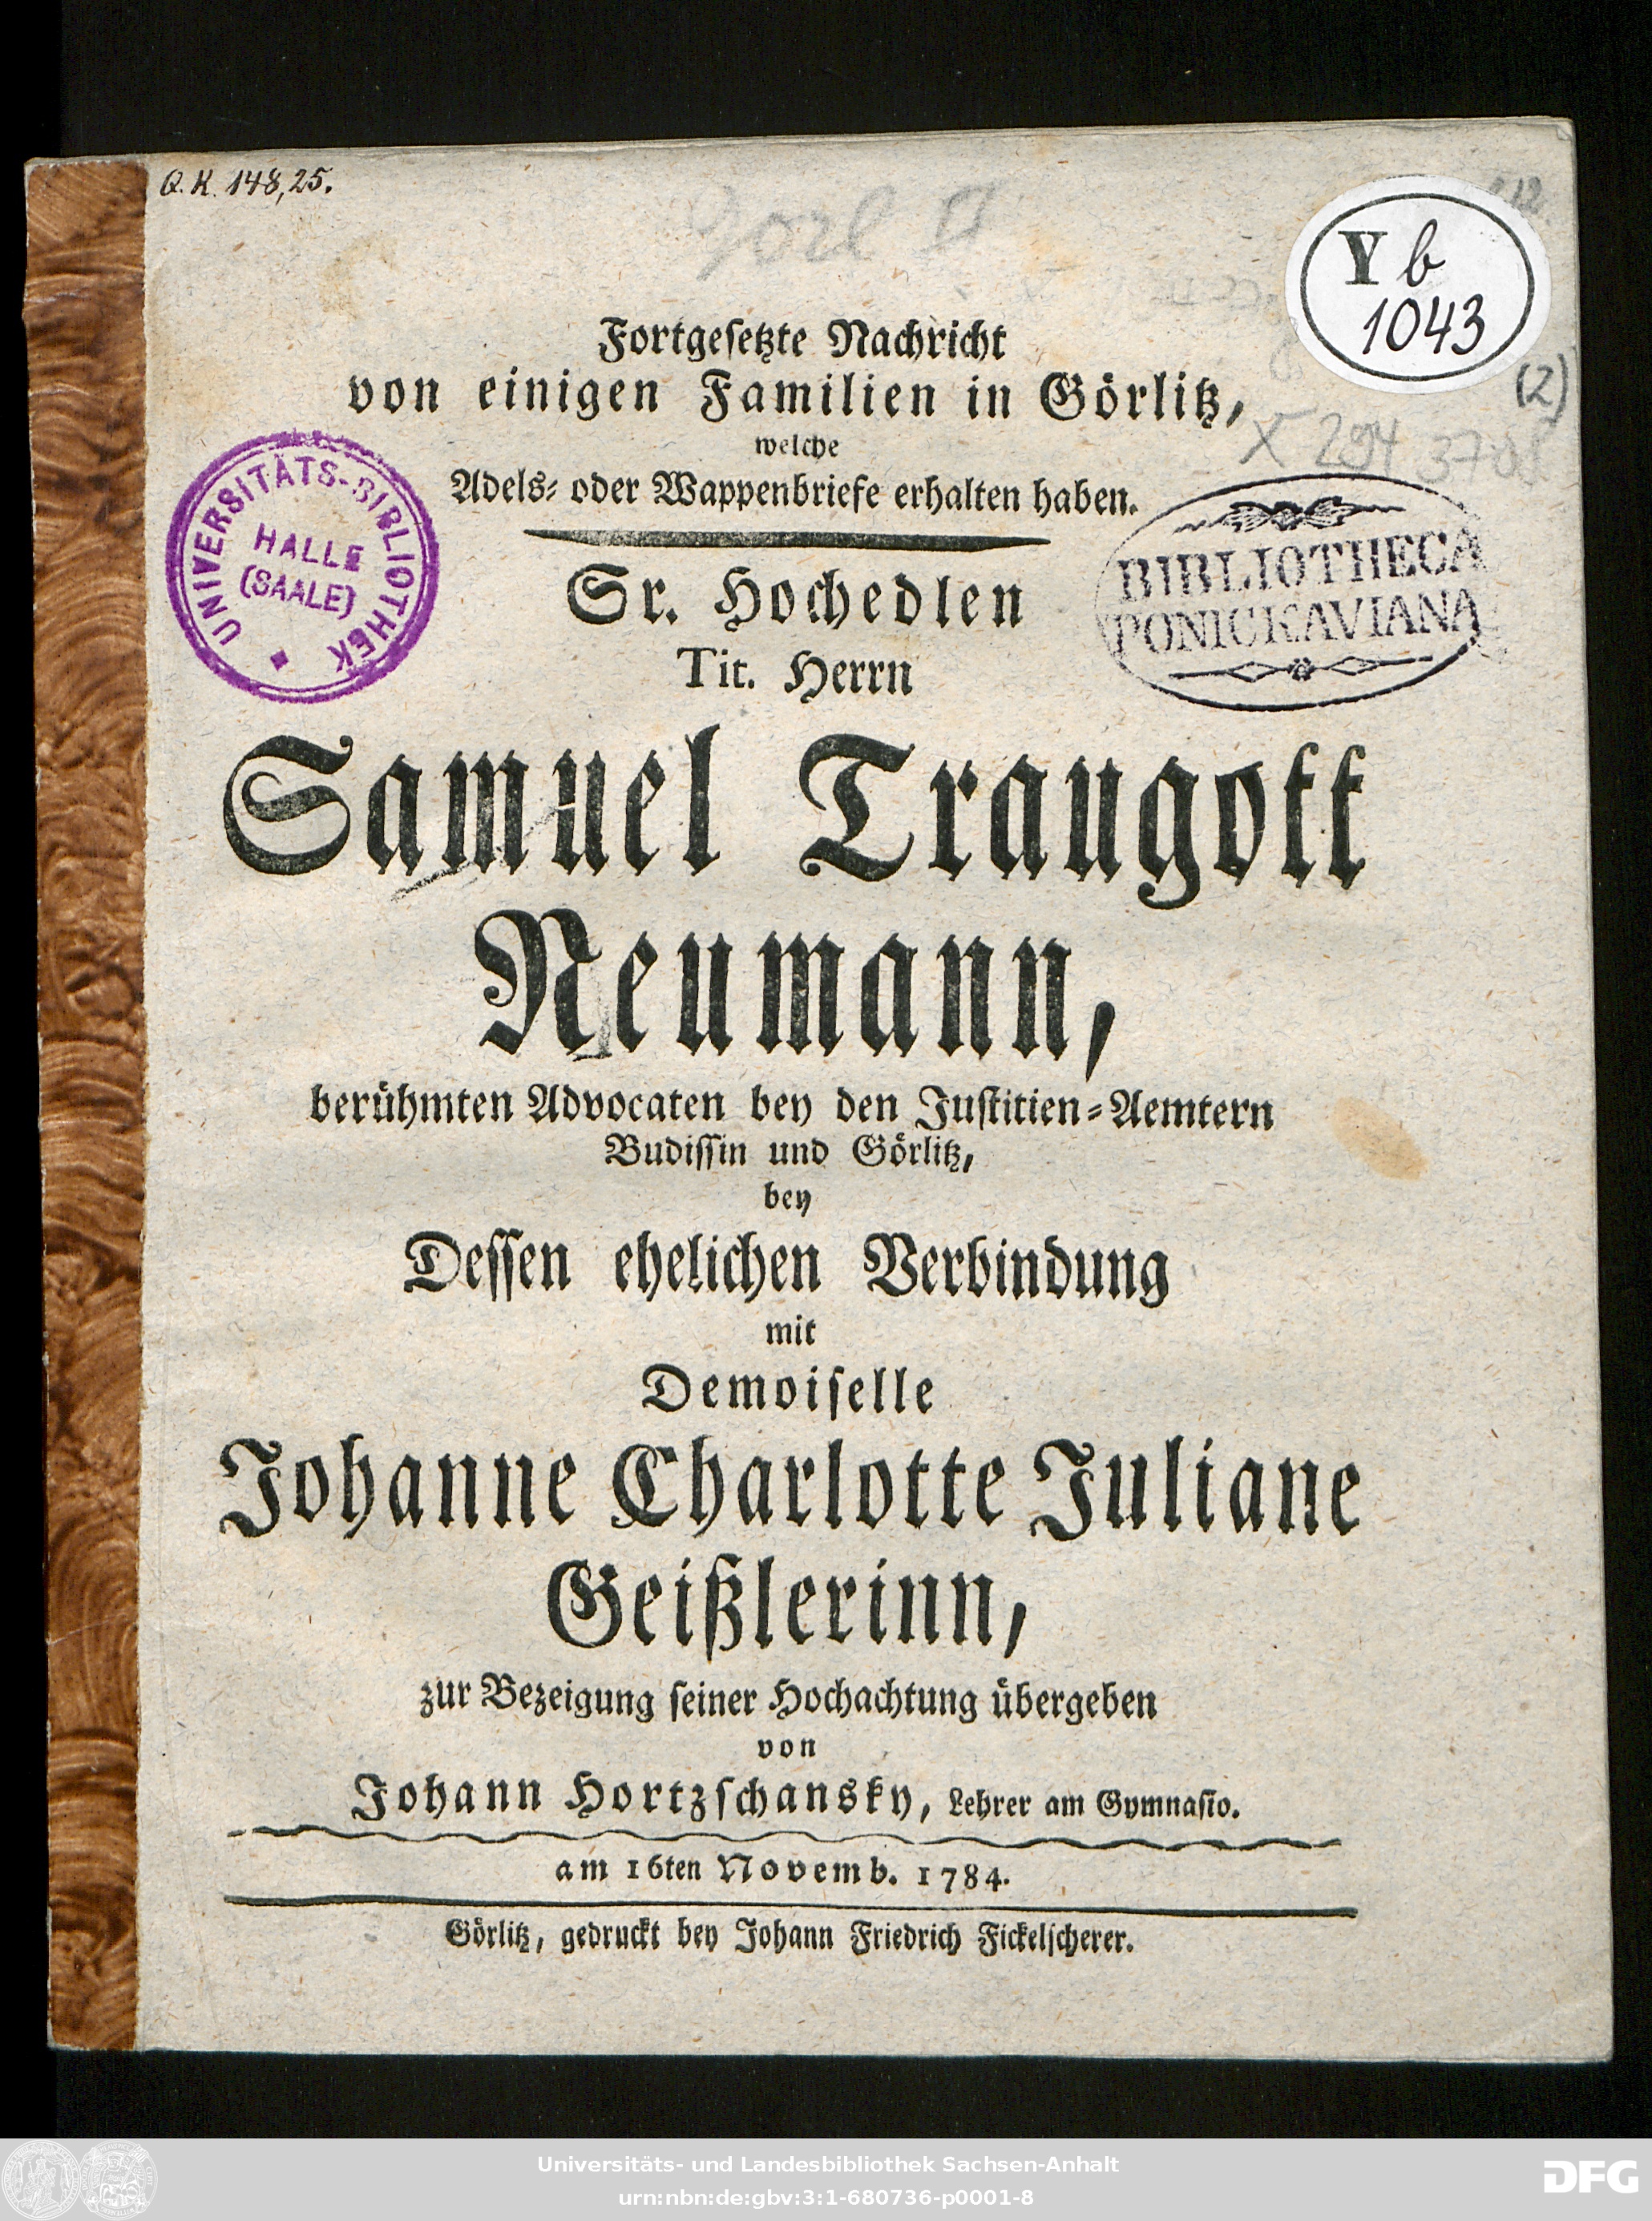 Q. K. 148,25.
Y b
1043
(2)
Fortgeſetzte Nachricht
von einigen Familien in Görlitz,
welche
Adels- oder Wappenbriefe erhalten haben.
UNIVERSITÄTS-BIBLIOTHEK
HALLE
(SAALE)
BIBLIOTHECA
PONICKAVIANA
Sr. Hochedlen
Tit. Herrn
Samuel Traugott
Neumann,
berühmten Advocaten bey den Juſtitien-Aemtern
Budiſſin und Görlitz,
bey
Deſſen ehelichen Verbindung
mit
Demoiſelle
Johanne Charlotte Juliane
Geißlerinn,
zur Bezeigung ſeiner Hochachtung übergeben
von
Johann Hortzſchansky, Lehrer am Gymnaſio.
am 16ten Novemb. 1784.
Görlitz, gedruckt bey Johann Friedrich Fickelſcherer.
Universitäts- und Landesbibliothek Sachsen-Anhalt
urn:nbn:de:gbv:3:1-680736-p0001-8
DFG